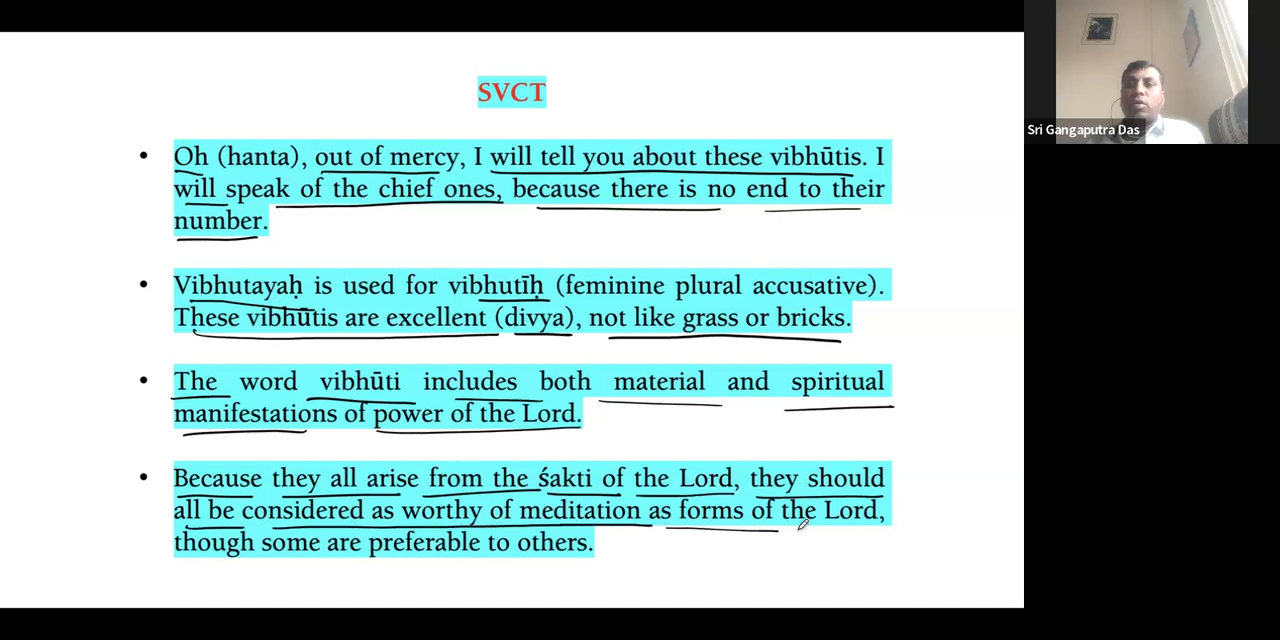 SVCT
• Oh (hanta), out of mercy, I will tell you about these vibhūtis. I
will speak of the chief ones, because there is no end to their
number.
• Vibhutayaḥ is used for vibhutīḥ (feminine plural accusative).
These vibhūtis are excellent (divya), not like grass or bricks.
• The word vibhūti includes both material and spiritual
manifestations of power of the Lord.
• Because they all arise from the śakti of the Lord, they should
all be considered as worthy of meditation as forms of the Lord,
though some are preferable to others.
Sri Gangaputra Das